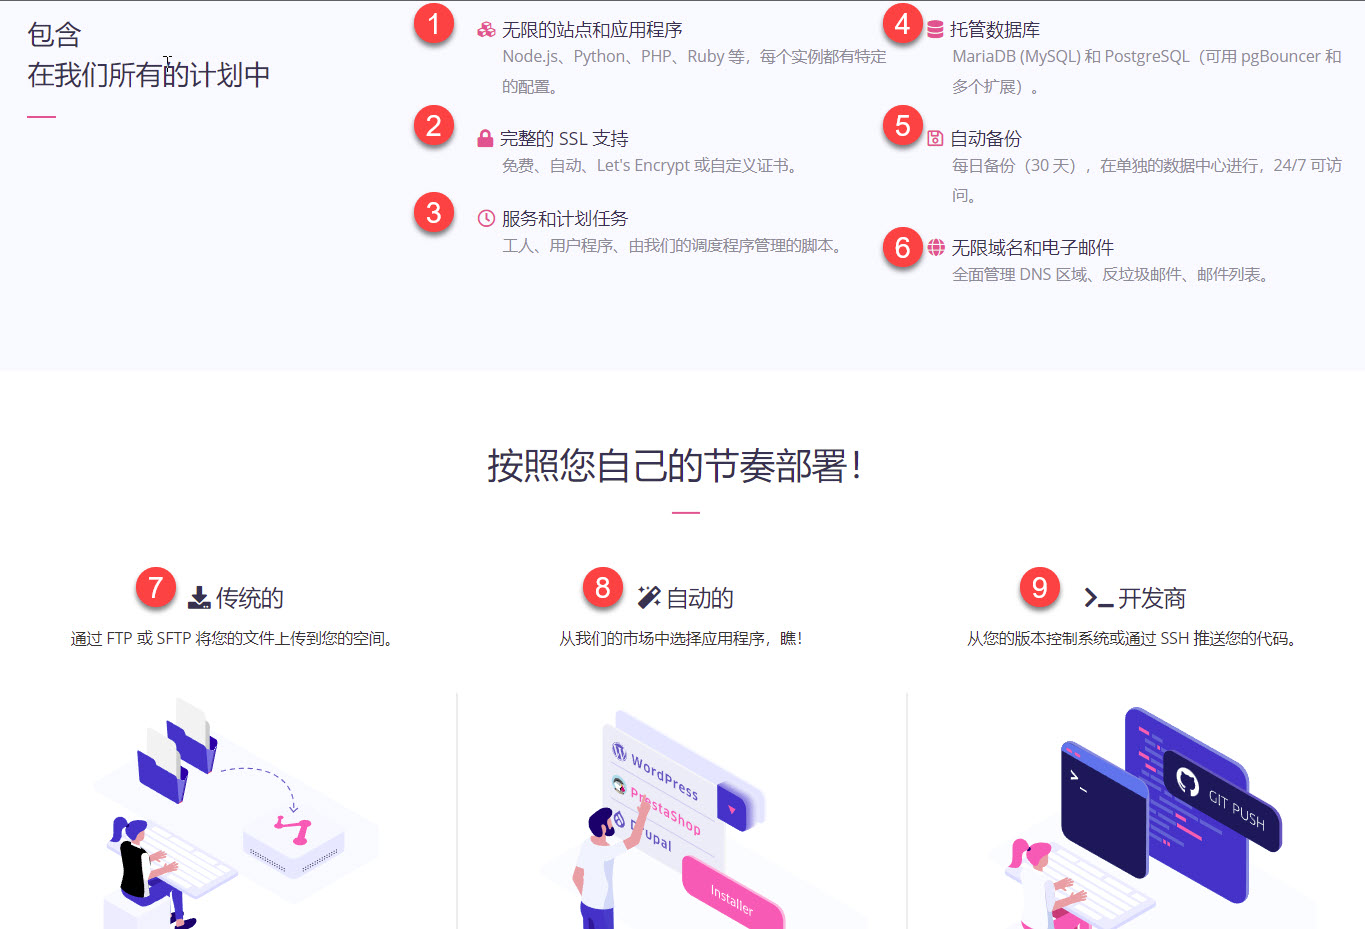 包含
在我们所有的计划中
1
无限的站点和应用程序
Node.js、Python、PHP、Ruby 等，每个实例都有特定
的配置。
2
完整的 SSL 支持
免费、自动、Let's Encrypt 或自定义证书。
3
服务和计划任务
工人、用户程序、由我们的调度程序管理的脚本。
4
托管数据库
MariaDB (MySQL) 和 PostgreSQL（可用 pgBouncer 和
多个扩展）。
5
自动备份
每日备份（30 天），在单独的数据中心进行，24/7 可访
问。
6
无限域名和电子邮件
全面管理 DNS 区域、反垃圾邮件、邮件列表。
按照您自己的节奏部署！
7
传统的
通过 FTP 或 SFTP 将您的文件上传到您的空间。
8
自动的
从我们的市场中选择应用程序，瞧！
9
开发商
从您的版本控制系统或通过 SSH 推送您的代码。
WORDPRESS
PrestaShop
Drupal
Installer
GIT PUSH